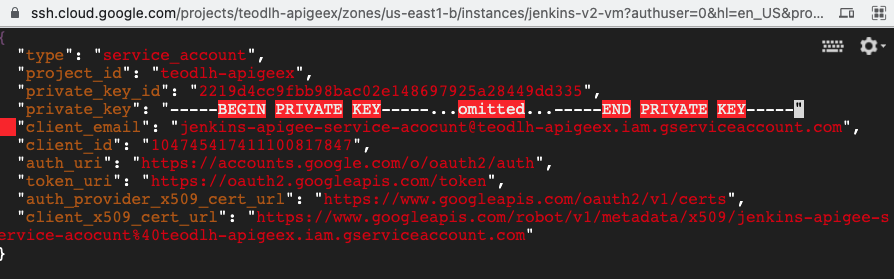 ssh.cloud.google.com/projects/teodlh-apigeex/zones/us-east1-b/instances/jenkins-v2-vm?authuser=0&hl=en_US&pro...
{
"type": "service_account",
"project_id": "teodlh-apigeex",
"private_key_id": "2219d4cc9fbb98bac02e148697925a28449dd335",
"private_key": "-----BEGIN PRIVATE KEY-----...omitted...-----END PRIVATE KEY-----"
"client_email": "jenkins-apigee-service-acocunt@teodlh-apigeex.iam.gserviceaccount.com",
"client_id": "104745417411100817847",
"auth_uri": "https://accounts.google.com/o/oauth2/auth",
"token_uri": "https://oauth2.googleapis.com/token",
"auth_provider_x509_cert_url": "https://www.googleapis.com/oauth2/v1/certs",
"client_x509_cert_url": "https://www.googleapis.com/robot/v1/metadata/x509/jenkins-apigee-s
ervice-acocunt%40teodlh-apigeex.iam.gserviceaccount.com"
}